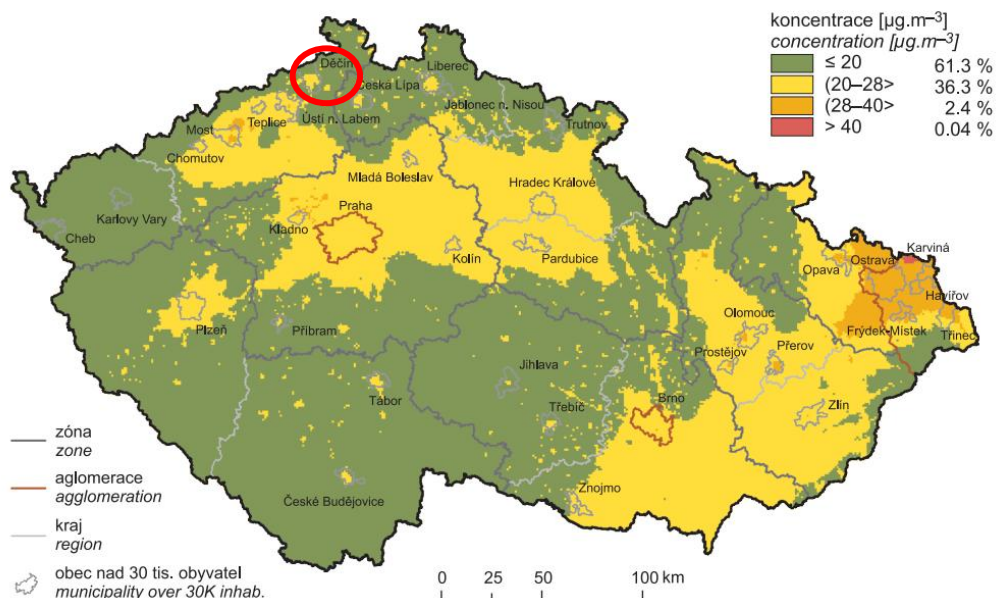 koncentrace [µg.m⁻³]
concentration [µg.m⁻³]
≤ 20 61.3 %
(20–28> 36.3 %
(28–40> 2.4 %
> 40 0.04 %
Děčín
Liberec
Česká Lípa
Jablonec n. Nisou
Ústí n. Labem
Teplice
Trutnov
Most
Chomutov
Mladá Boleslav
Hradec Králové
Karlovy Vary
Praha
Cheb
Kladno
Kolín
Pardubice
Karviná
Opava
Ostrava
Havířov
Plzeň
Příbram
Olomouc
Frýdek-Místek
Třinec
Prostějov
Přerov
Jihlava
Tábor
Třebíč
Brno
Zlín
České Budějovice
Znojmo
zóna
zone
aglomerace
agglomeration
kraj
region
obec nad 30 tis. obyvatel
municipality over 30K inhab.
0 25 50 100 km